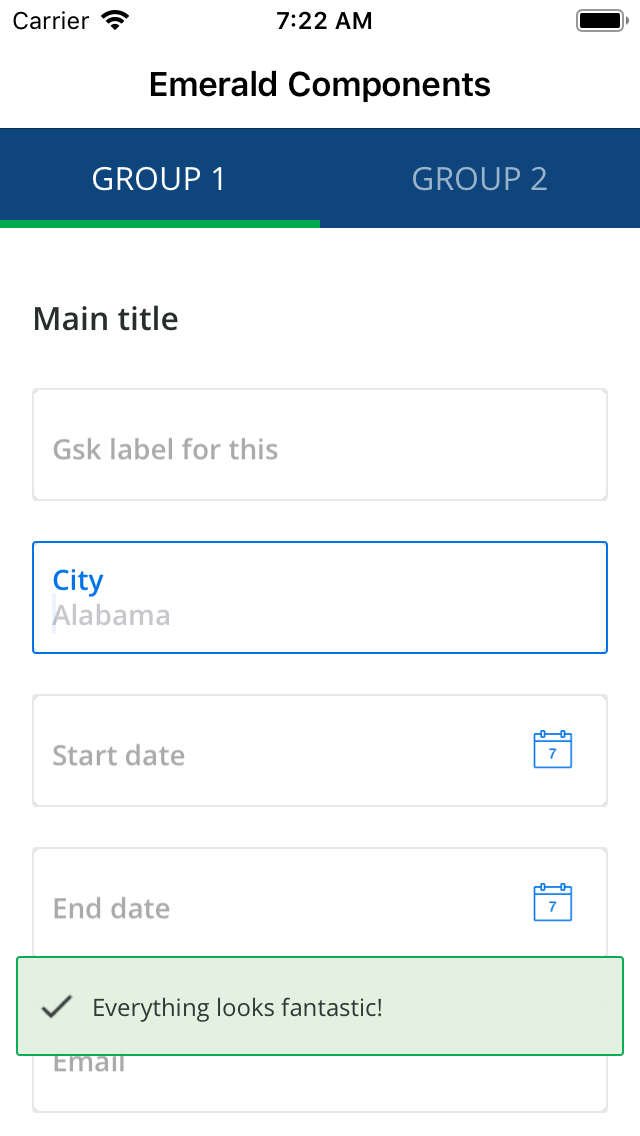 Carrier 7:22 AM
Emerald Components
GROUP 1 GROUP 2
Main title
Gsk label for this
City
Alabama
Start date 7
End date 7
Everything looks fantastic!
Email